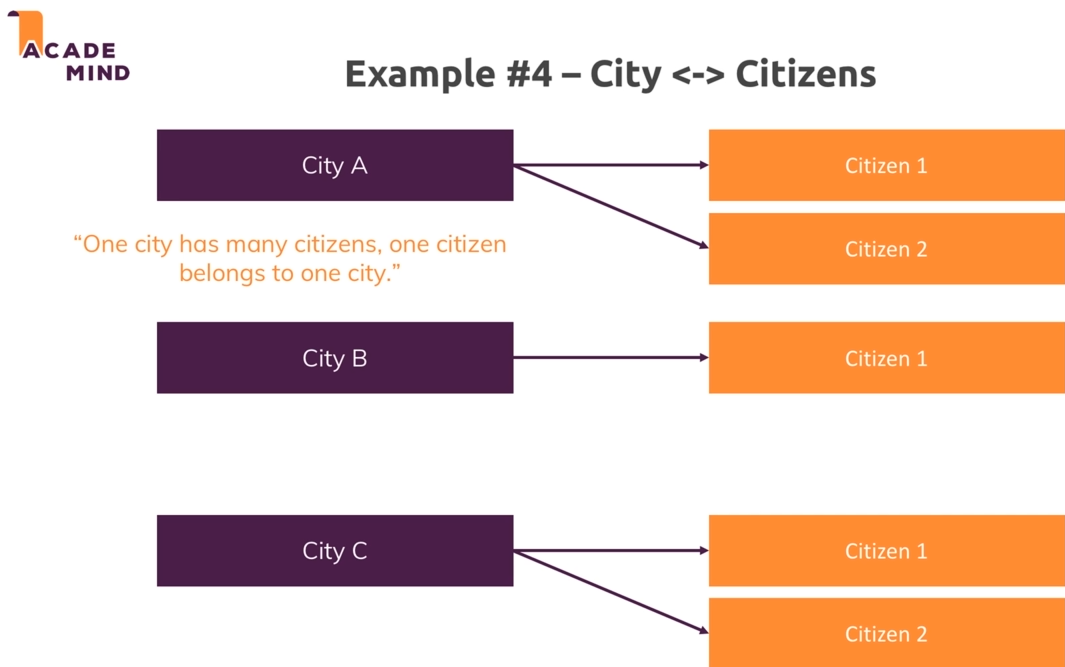 ACADE
MIND
Example #4 – City <-> Citizens
City A
Citizen 1
Citizen 2
“One city has many citizens, one citizen
belongs to one city.”
City B
Citizen 1
City C
Citizen 1
Citizen 2